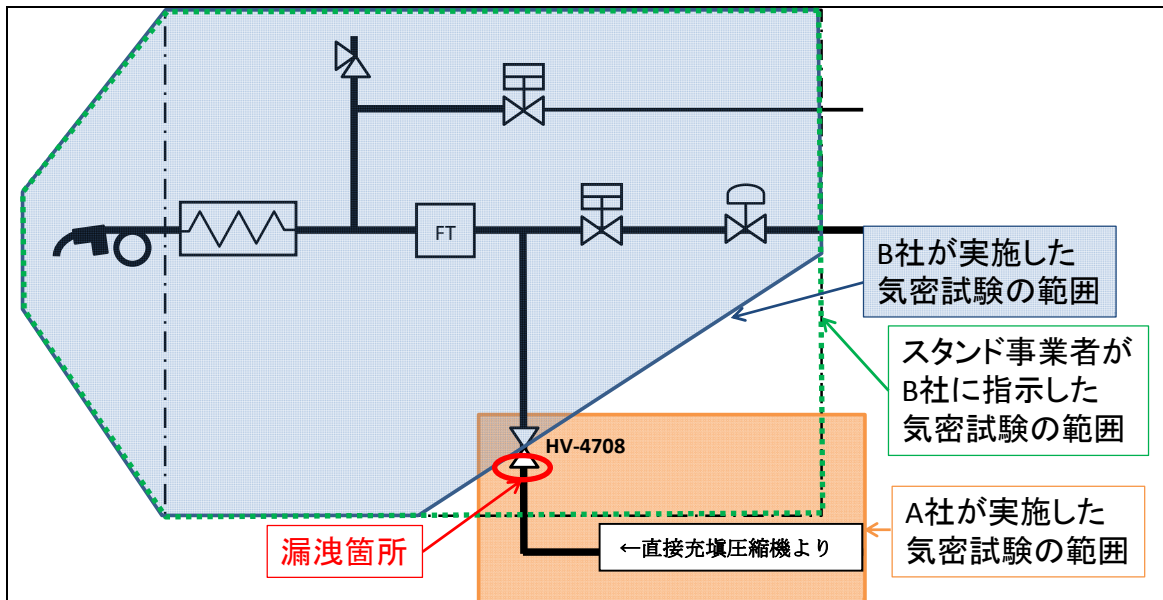 FT
B社が実施した
気密試験の範囲
スタンド事業者が
B社に指示した
気密試験の範囲
HV-4708
漏洩箇所
←直接充塡圧縮機より
A社が実施した
気密試験の範囲